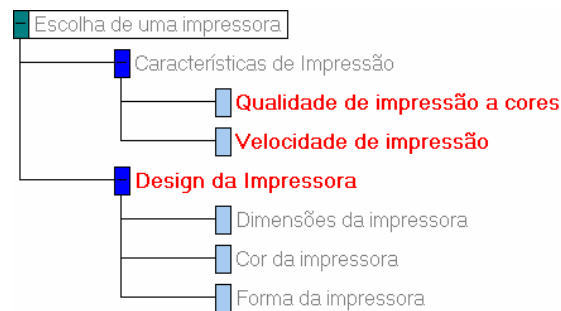 Escolha de uma impressora
Características de Impressão
Qualidade de impressão a cores
Velocidade de impressão
Design da Impressora
Dimensões da impressora
Cor da impressora
Forma da impressora